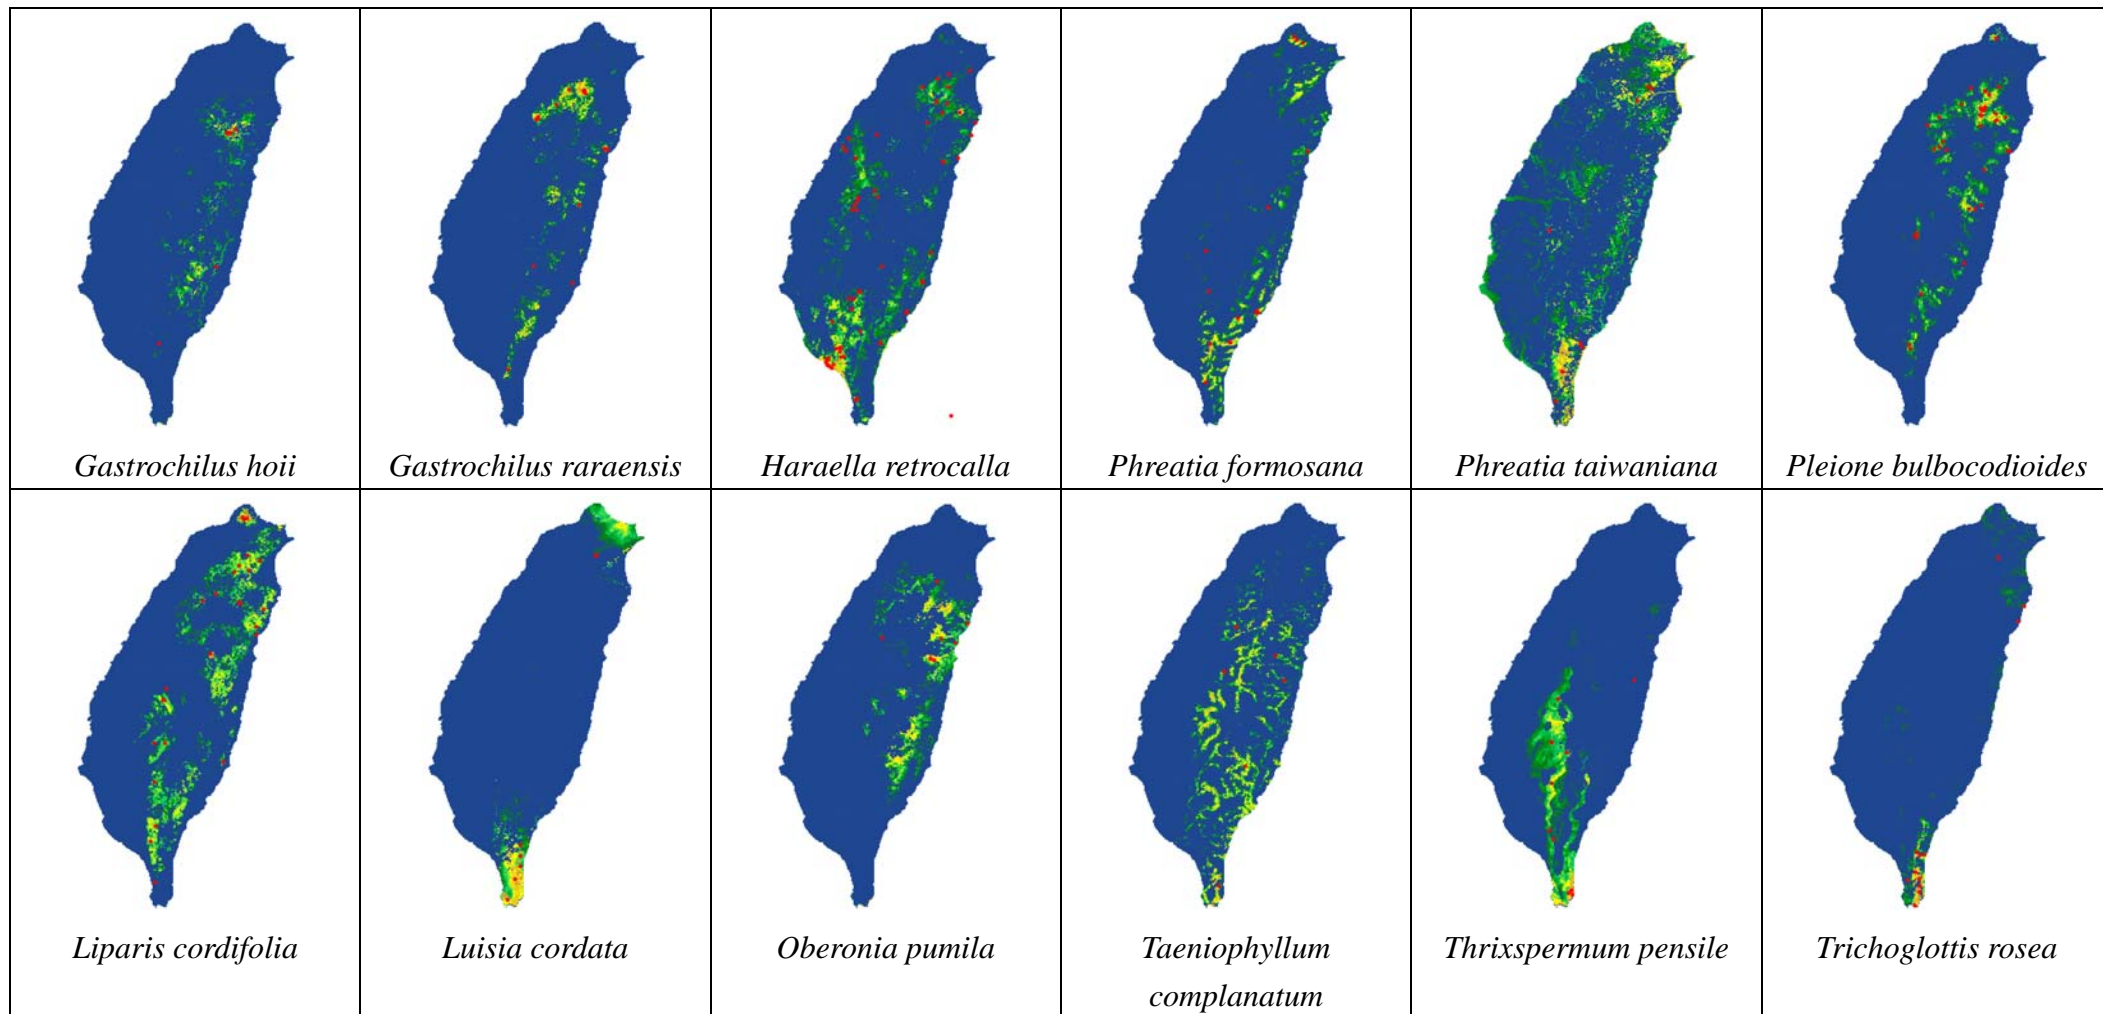 Gastrochilus hoii
Gastrochilus raraensis
Haraella retrocalla
Phreatia formosana
Phreatia taiwaniana
Pleione bulbocodioides
Liparis cordifolia
Luisia cordata
Oberonia pumila
Taeniophyllum
complanatum
Thrixspermum pensile
Trichoglottis rosea